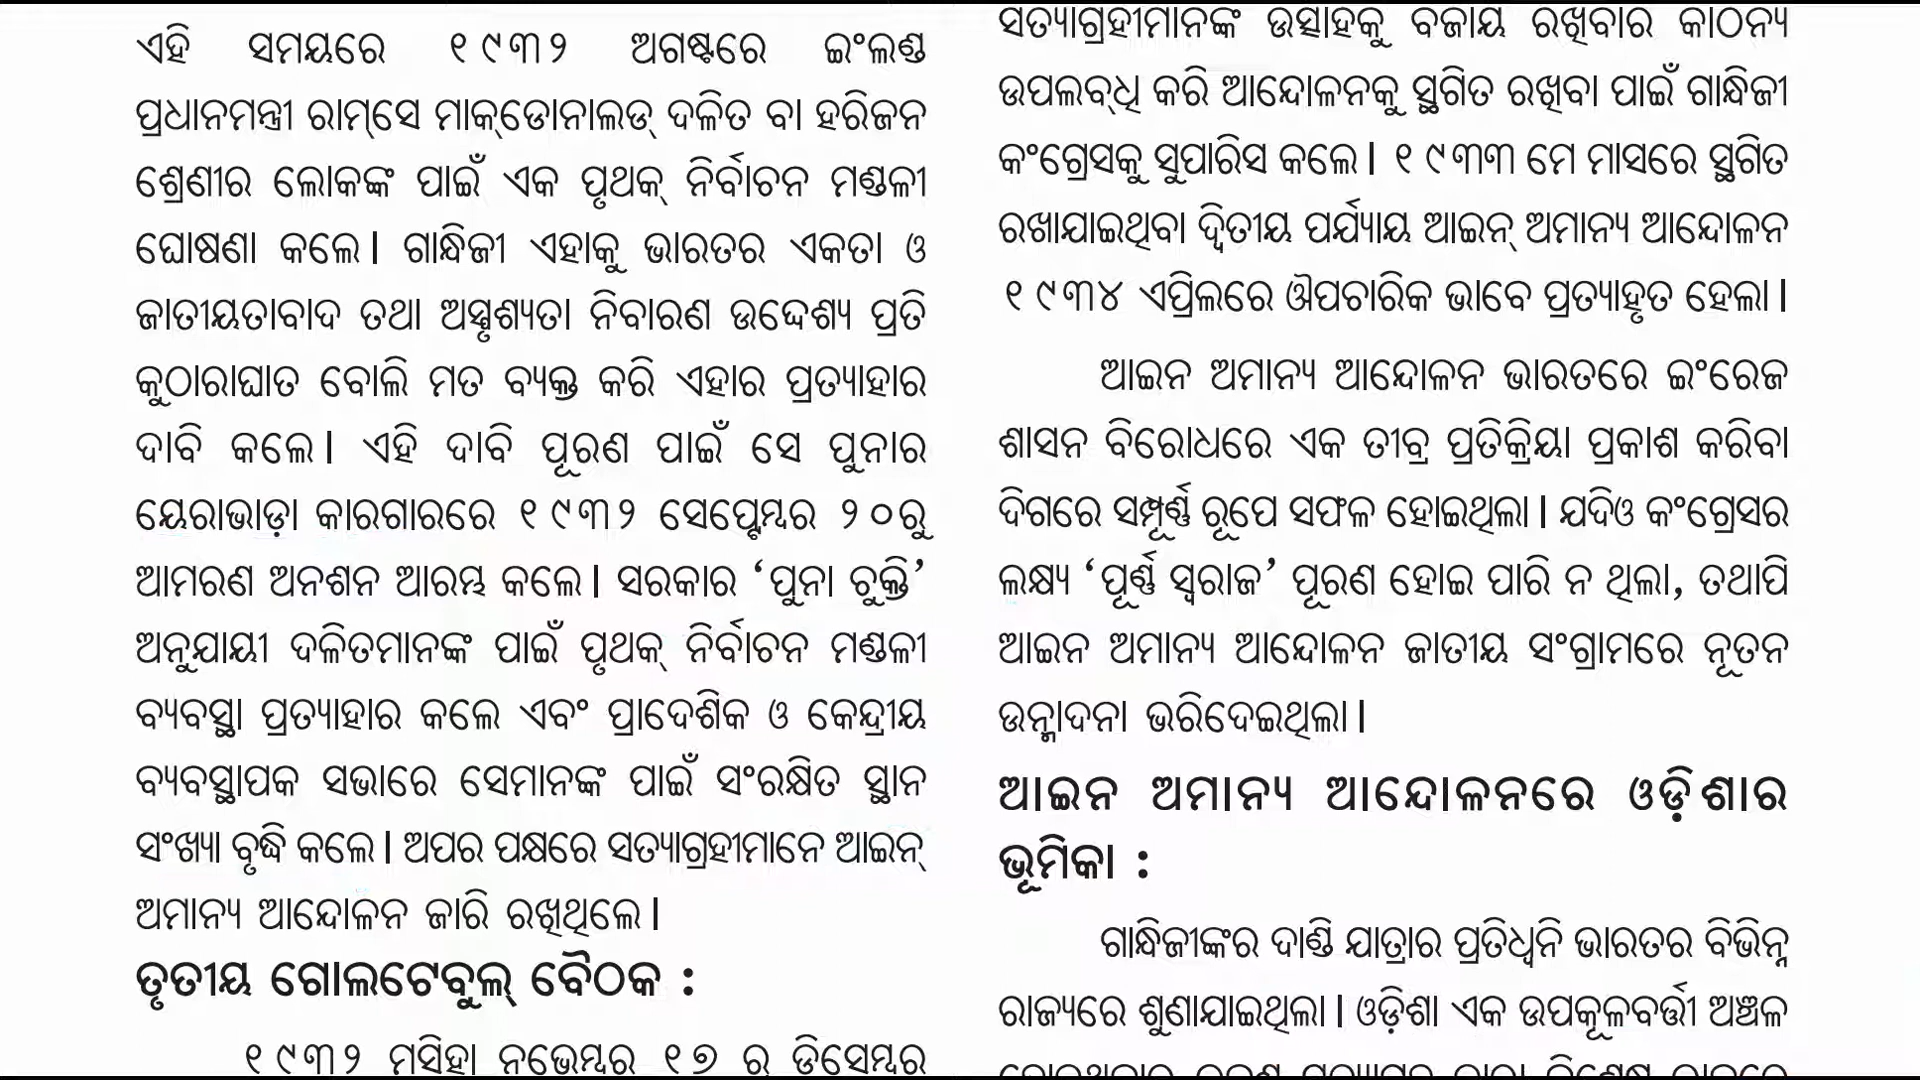 ଏହି ସମୟରେ ୧୯୩୨ ଅଗଷ୍ଟରେ ଇଂଲଣ୍ଡ
ପ୍ରଧାନମନ୍ତ୍ରୀ ରାମ୍‌ସେ ମାକ୍‌ଡୋନାଲଡ୍ ଦଳିତ ବା ହରିଜନ
ଶ୍ରେଣୀର ଲୋକଙ୍କ ପାଇଁ ଏକ ପୃଥକ୍ ନିର୍ବାଚନ ମଣ୍ଡଳୀ
ଘୋଷଣା କଲେ। ଗାନ୍ଧିଜୀ ଏହାକୁ ଭାରତର ଏକତା ଓ
ଜାତୀୟତାବାଦ ତଥା ଅସ୍ପୃଶ୍ୟତା ନିବାରଣ ଉଦ୍ଦେଶ୍ୟ ପ୍ରତି
କୁଠାରାଘାତ ବୋଲି ମତ ବ୍ୟକ୍ତ କରି ଏହାର ପ୍ରତ୍ୟାହାର
ଦାବି କଲେ। ଏହି ଦାବି ପୂରଣ ପାଇଁ ସେ ପୁନାର
ୟେରାଭାଡ଼ା କାରଗାରରେ ୧୯୩୨ ସେପ୍ଟେମ୍ବର ୨୦ରୁ
ଆମରଣ ଅନଶନ ଆରମ୍ଭ କଲେ। ସରକାର ‘ପୁନା ଚୁକ୍ତି’
ଅନୁଯାୟୀ ଦଳିତମାନଙ୍କ ପାଇଁ ପୃଥକ୍ ନିର୍ବାଚନ ମଣ୍ଡଳୀ
ବ୍ୟବସ୍ଥା ପ୍ରତ୍ୟାହାର କଲେ ଏବଂ ପ୍ରାଦେଶିକ ଓ କେନ୍ଦ୍ରୀୟ
ବ୍ୟବସ୍ଥାପକ ସଭାରେ ସେମାନଙ୍କ ପାଇଁ ସଂରକ୍ଷିତ ସ୍ଥାନ
ସଂଖ୍ୟା ବୃଦ୍ଧି କଲେ। ଅପର ପକ୍ଷରେ ସତ୍ୟାଗ୍ରହୀମାନେ ଆଇନ୍
ଅମାନ୍ୟ ଆନ୍ଦୋଳନ ଜାରି ରଖିଥିଲେ।
ତୃତୀୟ ଗୋଲଟେବୁଲ୍ ବୈଠକ :
୧୯୩୨ ମସିହା ନଭେମ୍ବର ୧୭ ରୁ ଡିସେମ୍ବର
ସତ୍ୟାଗ୍ରହୀମାନଙ୍କ ଉତ୍ସାହକୁ ବଜାୟ ରଖିବାର କାଠିନ୍ୟ
ଉପଲବ୍‌ଧି କରି ଆନ୍ଦୋଳନକୁ ସ୍ଥଗିତ ରଖିବା ପାଇଁ ଗାନ୍ଧିଜୀ
କଂଗ୍ରେସକୁ ସୁପାରିସ କଲେ। ୧୯୩୩ ମେ ମାସରେ ସ୍ଥଗିତ
ରଖାଯାଇଥିବା ଦ୍ୱିତୀୟ ପର୍ଯ୍ୟାୟ ଆଇନ୍ ଅମାନ୍ୟ ଆନ୍ଦୋଳନ
୧୯୩୪ ଏପ୍ରିଲରେ ଔପଚାରିକ ଭାବେ ପ୍ରତ୍ୟାହୃତ ହେଲା।
ଆଇନ ଅମାନ୍ୟ ଆନ୍ଦୋଳନ ଭାରତରେ ଇଂରେଜ
ଶାସନ ବିରୋଧରେ ଏକ ତୀବ୍ର ପ୍ରତିକ୍ରିୟା ପ୍ରକାଶ କରିବା
ଦିଗରେ ସମ୍ପୂର୍ଣ୍ଣ ରୂପେ ସଫଳ ହୋଇଥିଲା। ଯଦିଓ କଂଗ୍ରେସର
ଲକ୍ଷ୍ୟ ‘ପୂର୍ଣ୍ଣ ସ୍ୱରାଜ’ ପୂରଣ ହୋଇ ପାରି ନ ଥିଲା, ତଥାପି
ଆଇନ ଅମାନ୍ୟ ଆନ୍ଦୋଳନ ଜାତୀୟ ସଂଗ୍ରାମରେ ନୂତନ
ଉନ୍ମାଦନା ଭରିଦେଇଥିଲା।
ଆଇନ ଅମାନ୍ୟ ଆନ୍ଦୋଳନରେ ଓଡ଼ିଶାର
ଭୂମିକା :
ଗାନ୍ଧିଜୀଙ୍କର ଦାଣ୍ଡି ଯାତ୍ରାର ପ୍ରତିଧ୍ୱନି ଭାରତର ବିଭିନ୍ନ
ରାଜ୍ୟରେ ଶୁଣାଯାଇଥିଲା। ଓଡ଼ିଶା ଏକ ଉପକୂଳବର୍ତ୍ତୀ ଅଞ୍ଚଳ